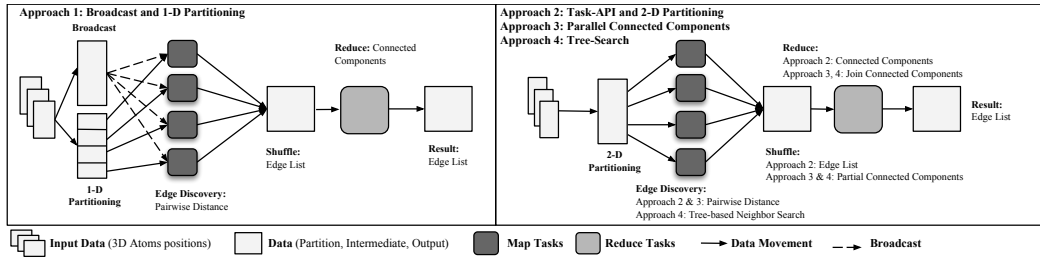 Approach 1: Broadcast and 1-D Partitioning
Broadcast
1-D
Partitioning
Edge Discovery:
Pairwise Distance
Shuffle:
Edge List
Reduce: Connected
Components
Result:
Edge List
Approach 2: Task-API and 2-D Partitioning
Approach 3: Parallel Connected Components
Approach 4: Tree-Search
2-D
Partitioning
Edge Discovery:
Approach 2 & 3: Pairwise Distance
Approach 4: Tree-based Neighbor Search
Reduce:
Approach 2: Connected Components
Approach 3, 4: Join Connected Components
Shuffle:
Approach 2: Edge List
Approach 3 & 4: Partial Connected Components
Result:
Edge List
Input Data (3D Atoms positions)
Data (Partition, Intermediate, Output)
Map Tasks
Reduce Tasks
Data Movement
Broadcast